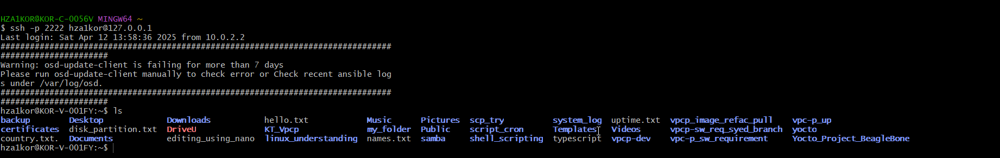 HZA1KOR@KOR-C-0056V MINGW64 ~
$ ssh -p 2222 hza1kor@127.0.0.1
Last login: Sat Apr 12 13:58:36 2025 from 10.0.2.2
################################################################################
######################
Warning: osd-update-client is failing for more than 7 days
Please run osd-update-client manually to check error or Check recent ansible log
s under /var/log/osd.
################################################################################
######################
hza1kor@KOR-V-001FY:~$ ls
backup        Desktop             Downloads           hello.txt            Music      Pictures  scp_try          system_log  uptime.txt  vpcp_image_refac_pull    vpc-p_up
certificates  disk_partition.txt  DriveU              KT_Vpcp              my_folder  Public    script_cron      Templates   Videos      vpcp-sw_req_syed_branch  yocto
country.txt.  Documents           editing_using_nano  linux_understanding  names.txt  samba     shell_scripting  typescript  vpcp-dev    vpc-p_sw_requirement     Yocto_Project_BeagleBone
hza1kor@KOR-V-001FY:~$